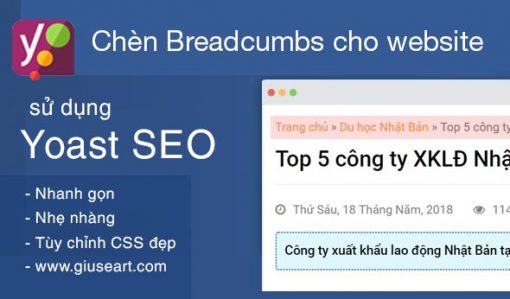 Chèn Breadcumbs cho website
sử dụng
Yoast SEO
- Nhanh gọn
- Nhẹ nhàng
- Tùy chỉnh CSS đẹp
- www.giuseart.com
Trang chủ » Du học Nhật Bản » Top 5 công ty
Top 5 công ty XKLĐ Nhậ
Thứ Sáu, 18 Tháng Năm, 2018 114
Công ty xuất khẩu lao động Nhật Bản tạ